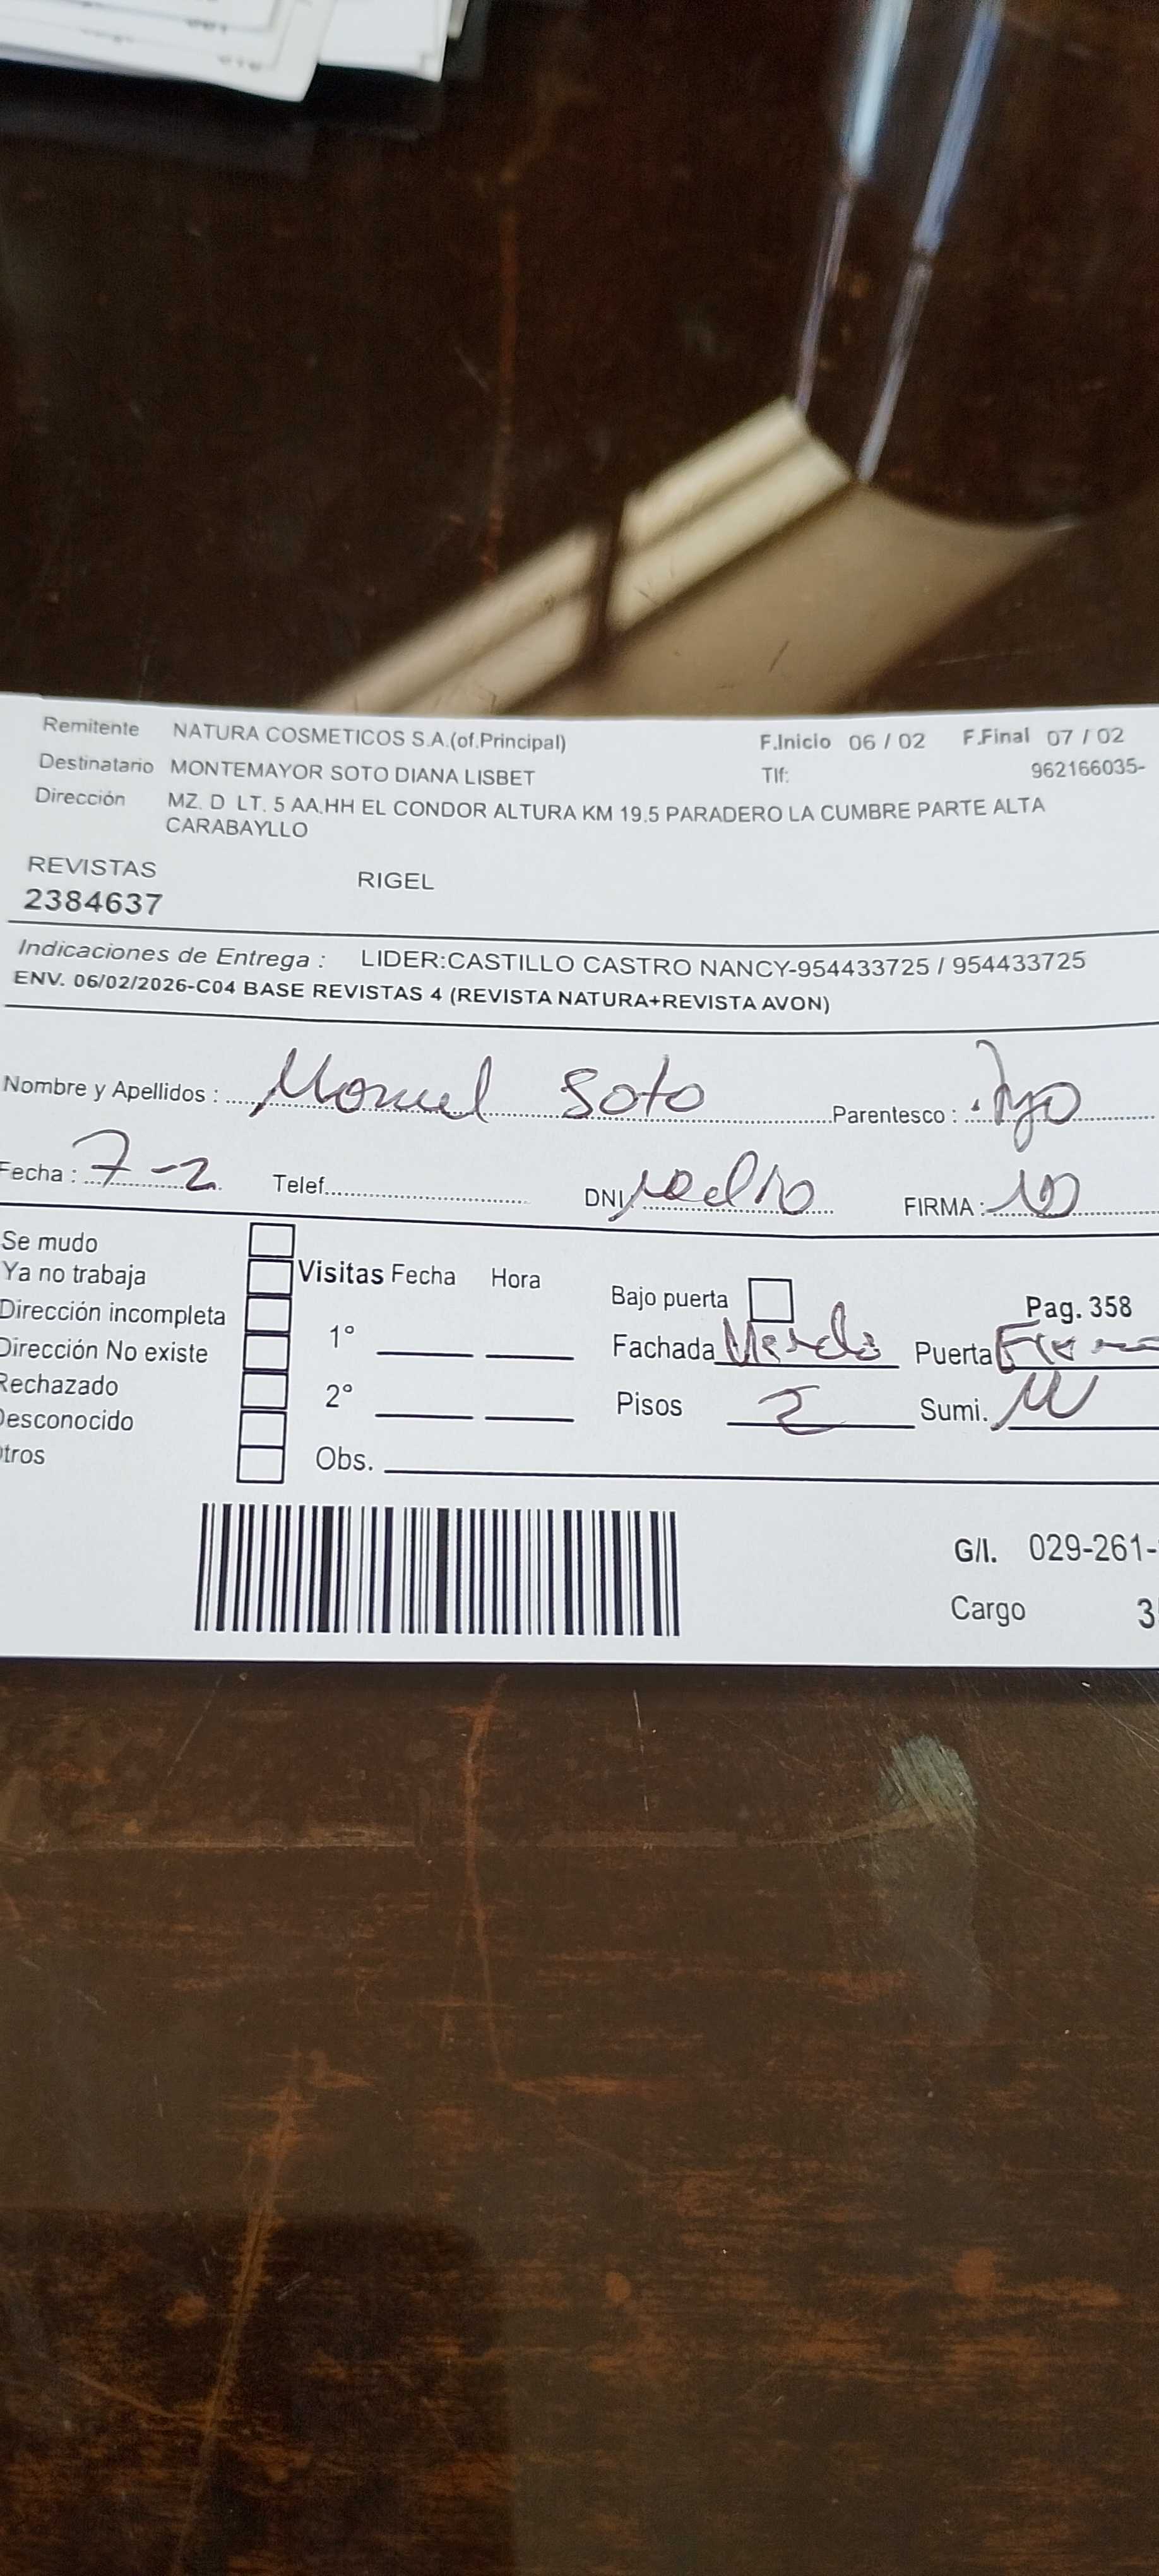 Remitente NATURA COSMETICOS S.A.(of.Principal) F.Inicio 06 / 02 F.Final 07 / 02
Destinatario MONTEMAYOR SOTO DIANA LISBET Tlf: 962166035-
Dirección MZ. D LT. 5 AA.HH EL CONDOR ALTURA KM 19.5 PARADERO LA CUMBRE PARTE ALTA
CARABAYLLO
REVISTAS RIGEL
2384637
Indicaciones de Entrega : LIDER:CASTILLO CASTRO NANCY-954433725 / 954433725
ENV. 06/02/2026-C04 BASE REVISTAS 4 (REVISTA NATURA+REVISTA AVON)
Nombre y Apellidos : Manuel Soto Parentesco :
Fecha : 7-2 Telef. DNI FIRMA :
Se mudo
Ya no trabaja Visitas Fecha Hora Bajo puerta Pag. 358
Dirección incompleta 1° Fachada Puerta
Dirección No existe
Rechazado 2° Pisos 2 Sumi.
Desconocido
Otros Obs.
G/I. 029-261-
Cargo 3